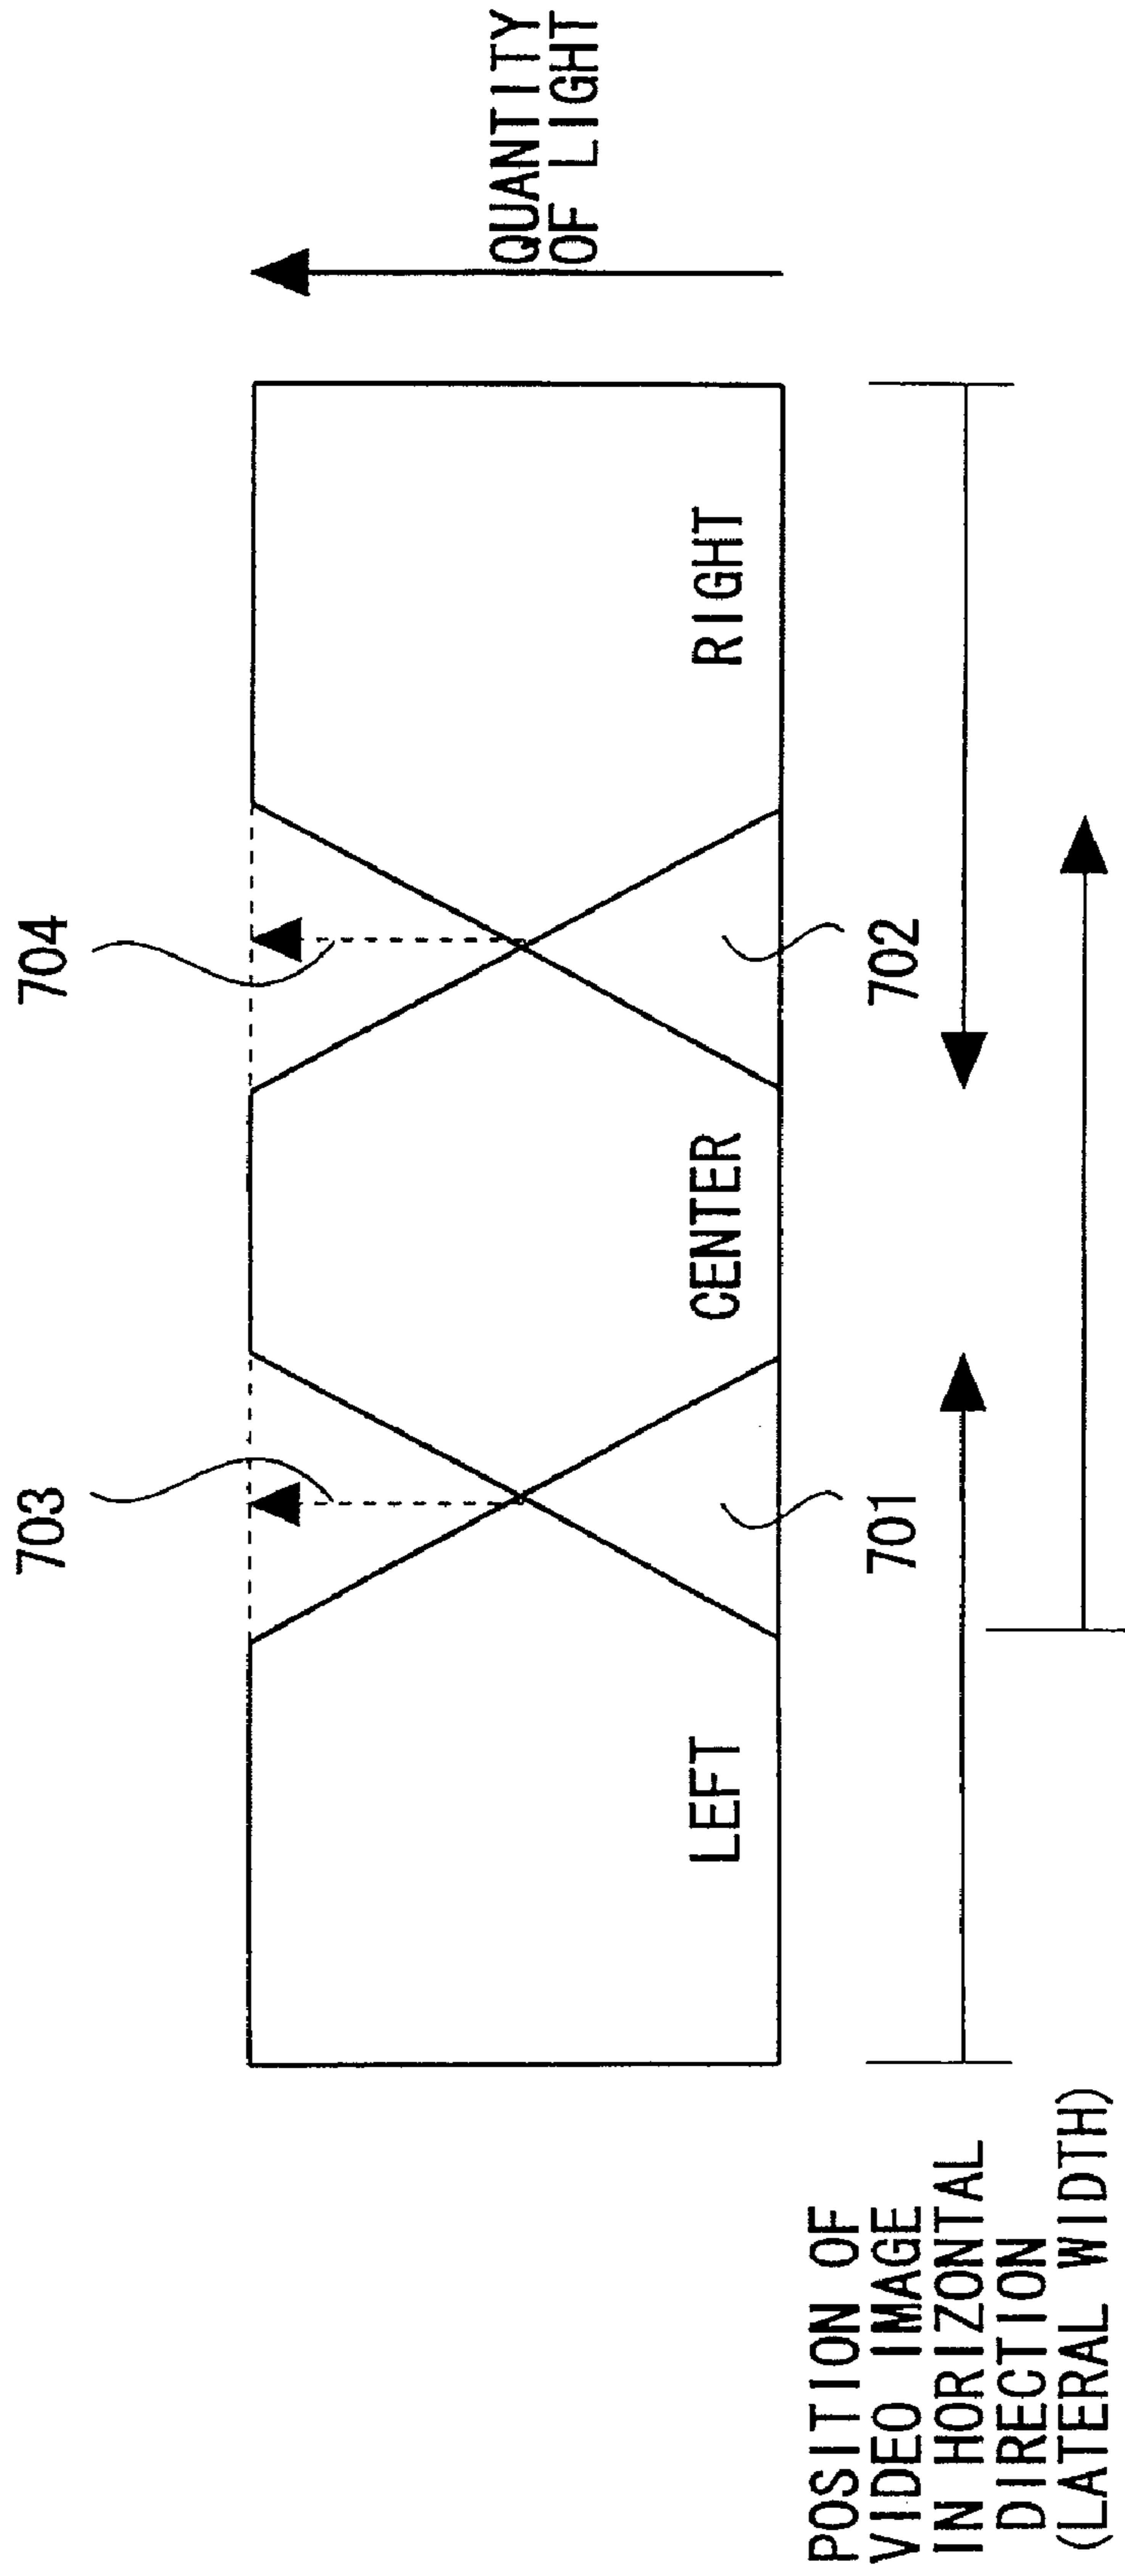 703
704
QUANTITY
OF LIGHT
LEFT
CENTER
RIGHT
701
702
POSITION OF
VIDEO IMAGE
IN HORIZONTAL
DIRECTION
(LATERAL WIDTH)